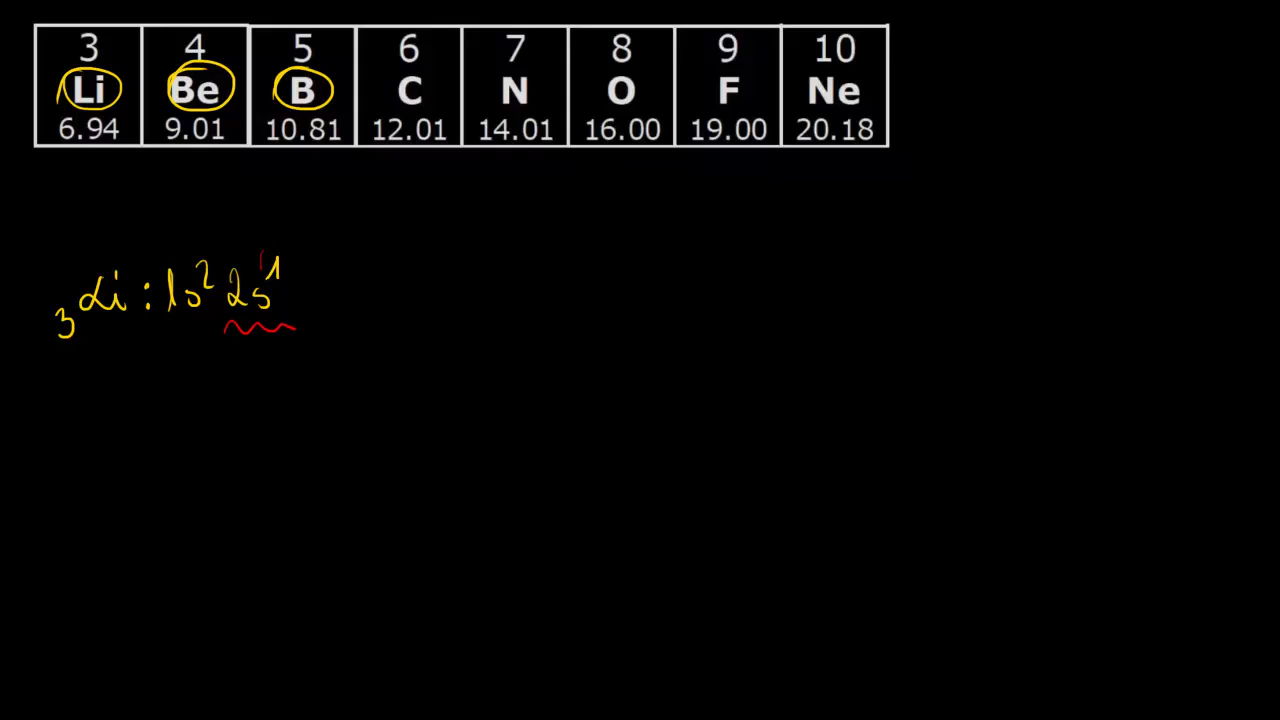 3 4 5 6 7 8 9 10
Li Be B C N O F Ne
6.94 9.01 10.81 12.01 14.01 16.00 19.00 20.18
₃Li : 1s² 2s¹